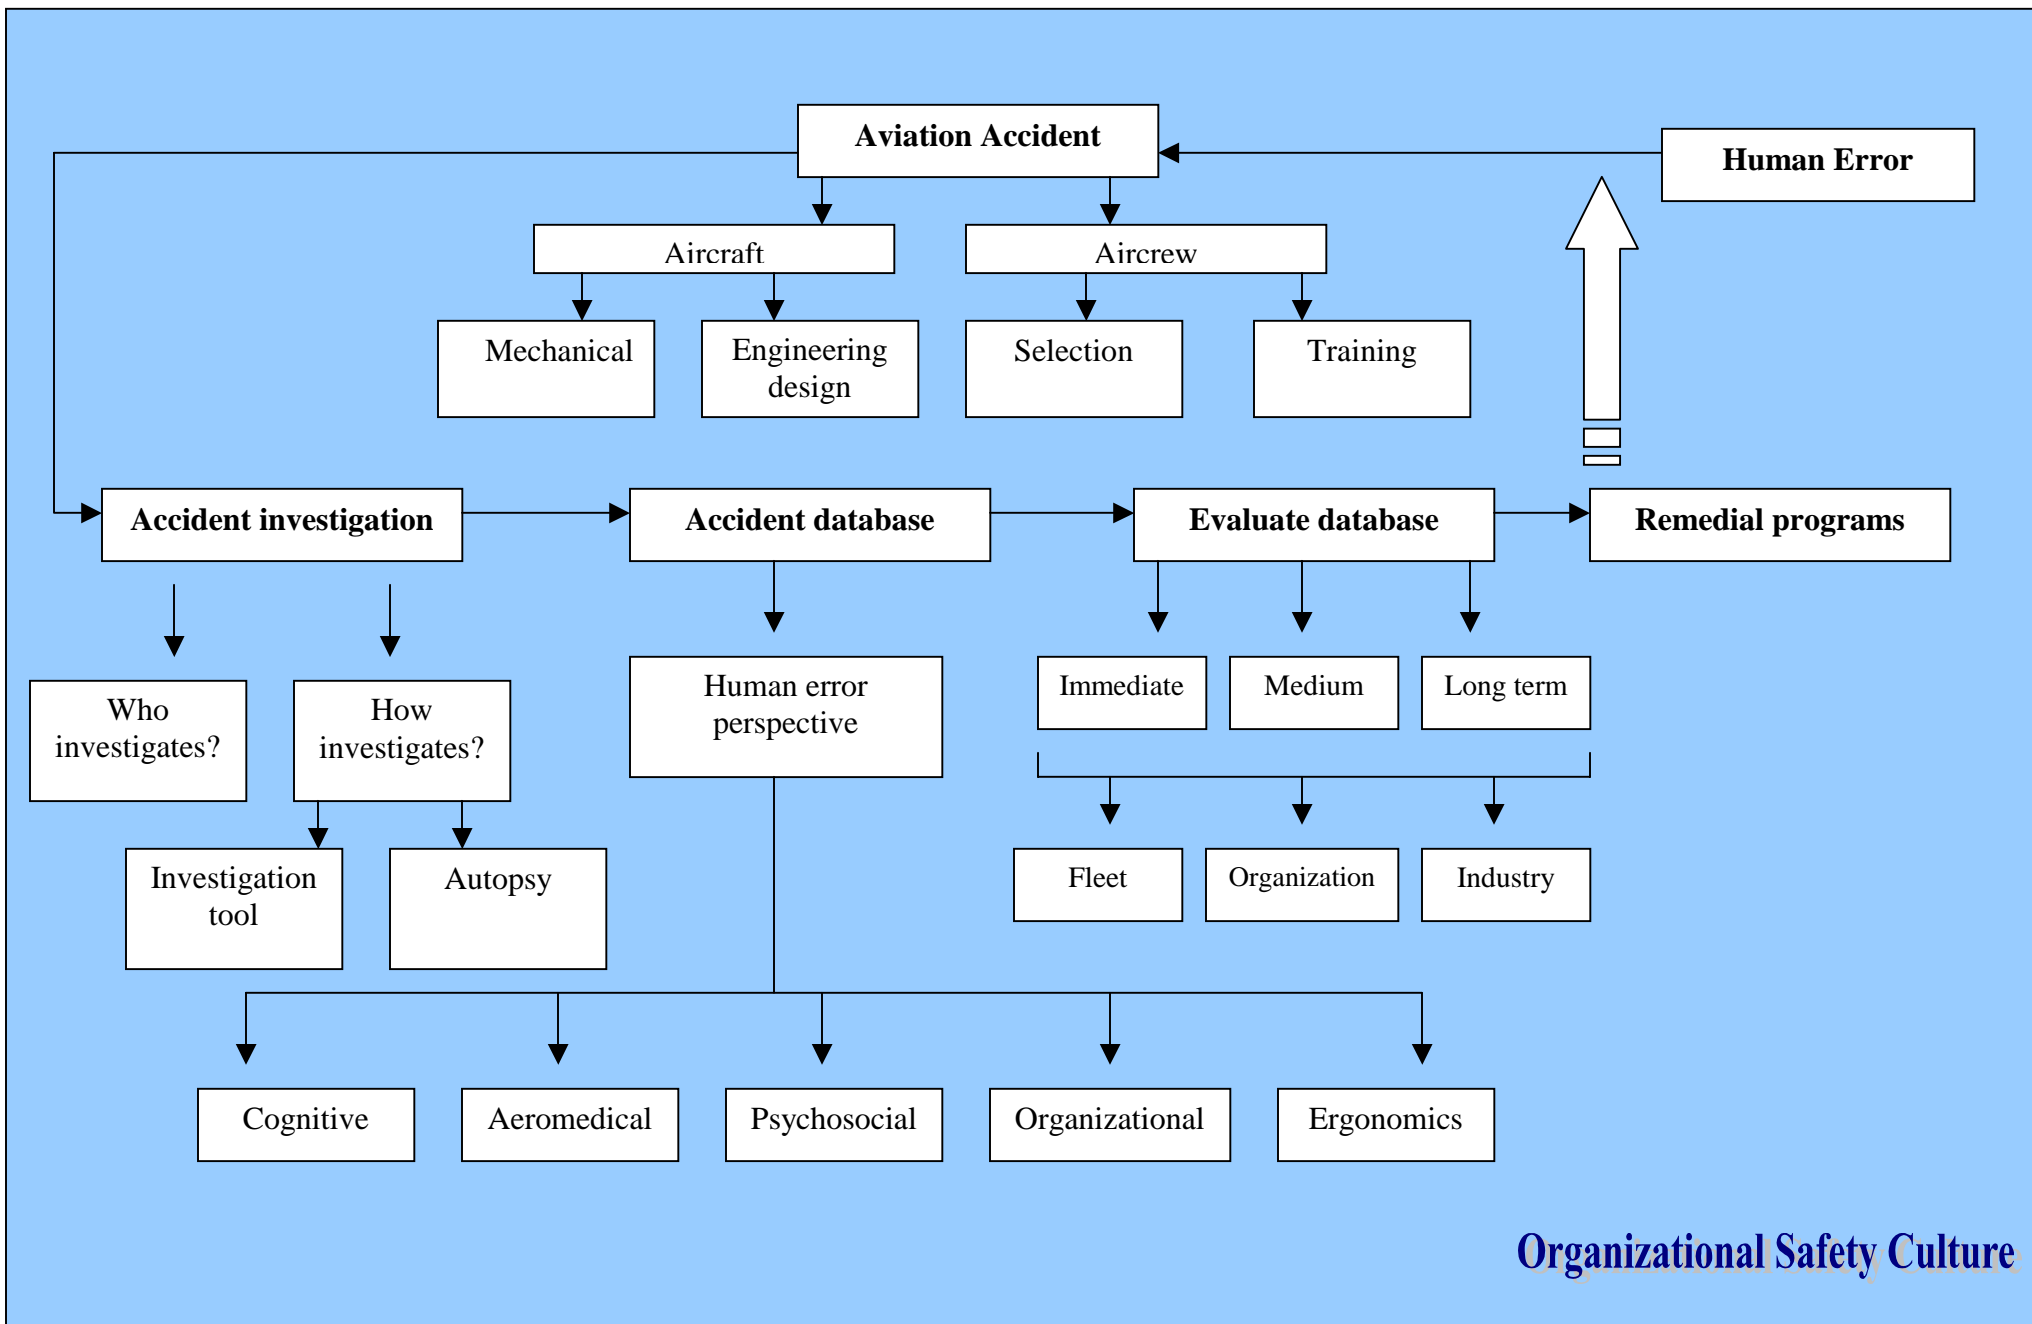 Aviation Accident
Human Error
Aircraft
Aircrew
Mechanical
Engineering
design
Selection
Training
Accident investigation
Accident database
Evaluate database
Remedial programs
Who
investigates?
How
investigates?
Human error
perspective
Immediate
Medium
Long term
Investigation
tool
Autopsy
Fleet
Organization
Industry
Cognitive
Aeromedical
Psychosocial
Organizational
Ergonomics
Organizational Safety Culture